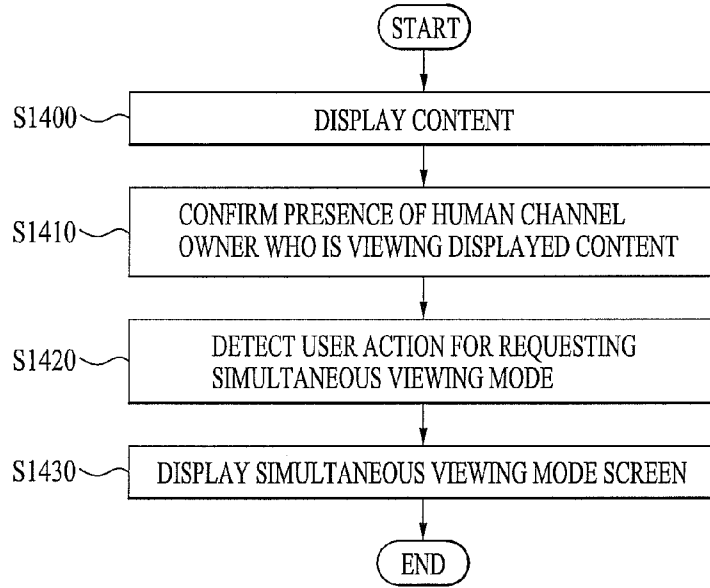 START
S1400
DISPLAY CONTENT
S1410
CONFIRM PRESENCE OF HUMAN CHANNEL
OWNER WHO IS VIEWING DISPLAYED CONTENT
S1420
DETECT USER ACTION FOR REQUESTING
SIMULTANEOUS VIEWING MODE
S1430
DISPLAY SIMULTANEOUS VIEWING MODE SCREEN
END